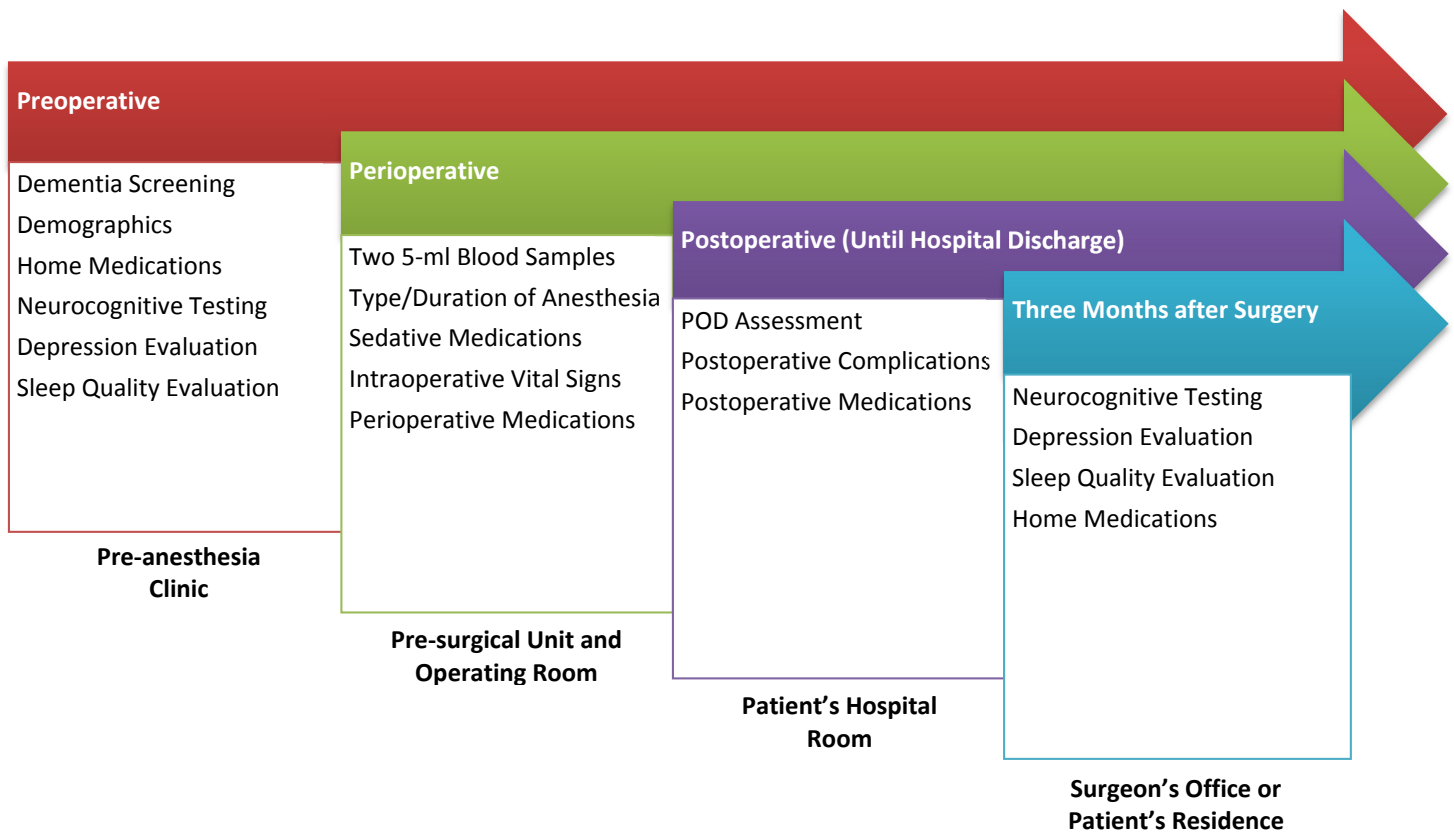 Preoperative
Dementia Screening
Demographics
Home Medications
Neurocognitive Testing
Depression Evaluation
Sleep Quality Evaluation
Pre-anesthesia
Clinic
Perioperative
Two 5-ml Blood Samples
Type/Duration of Anesthesia
Sedative Medications
Intraoperative Vital Signs
Perioperative Medications
Pre-surgical Unit and
Operating Room
Postoperative (Until Hospital Discharge)
POD Assessment
Postoperative Complications
Postoperative Medications
Patient’s Hospital
Room
Three Months after Surgery
Neurocognitive Testing
Depression Evaluation
Sleep Quality Evaluation
Home Medications
Surgeon’s Office or
Patient’s Residence